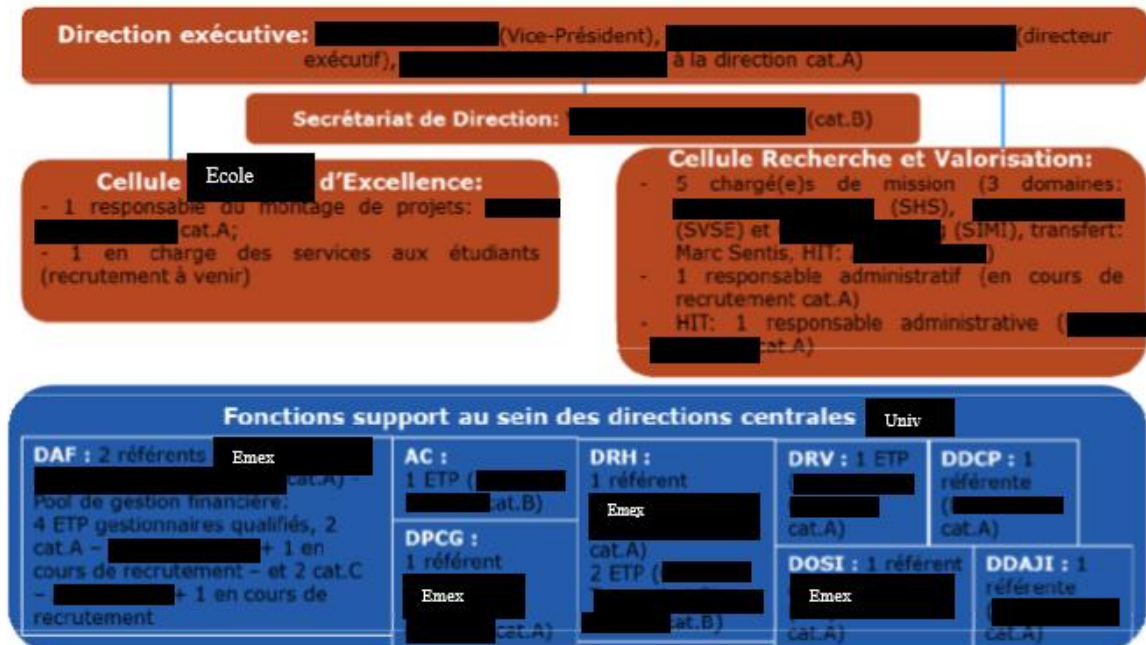 Direction exécutive: (Vice-Président), (directeur
exécutif), à la direction cat.A)
Secrétariat de Direction: (cat.B)
Cellule Ecole d'Excellence:
- 1 responsable du montage de projets:
cat.A;
- 1 en charge des services aux étudiants
(recrutement à venir)
Cellule Recherche et Valorisation:
- 5 chargé(e)s de mission (3 domaines:
(SHS),
(SVSE) et (SIMI), transfert:
Marc Sentis, HIT: )
- 1 responsable administratif (en cours de
recrutement cat.A)
- HIT: 1 responsable administrative (
cat.A)
Fonctions support au sein des directions centrales Univ
DAF : 2 référents Emex
cat.A) -
Pool de gestion financière:
4 ETP gestionnaires qualifiés, 2
cat.A – + 1 en
cours de recrutement – et 2 cat.C
– + 1 en cours de
recrutement
AC :
1 ETP (
cat.B)
DPCG :
1 référent
Emex
cat.A)
DRH :
1 référent
Emex
cat.A)
2 ETP (
cat.B)
DRV : 1 ETP
(
cat.A)
DDCP : 1
référente
(
cat.A)
DOSI : 1 référent
Emex
cat.A)
DDAJI : 1
référente
(
cat.A)